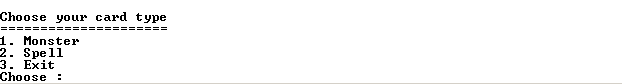 Choose your card type
=====================
1. Monster
2. Spell
3. Exit
Choose :